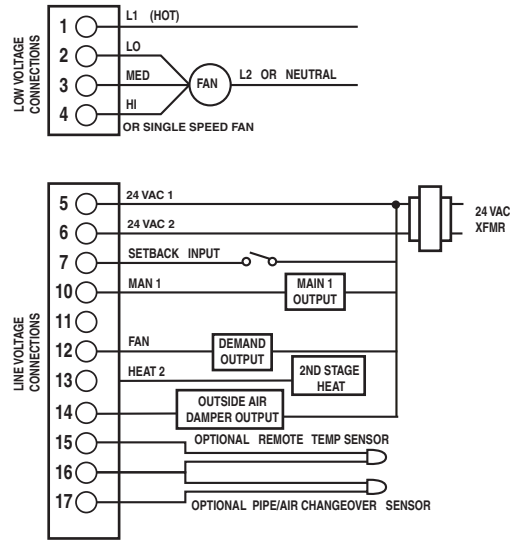 LOW VOLTAGE
CONNECTIONS
1 L1 (HOT)
2 LO
3 MED
FAN
L2 OR NEUTRAL
4 HI
OR SINGLE SPEED FAN
LINE VOLTAGE
CONNECTIONS
5 24 VAC 1
24 VAC
XFMR
6 24 VAC 2
7 SETBACK INPUT
10 MAN 1
MAIN 1
OUTPUT
11
12 FAN
DEMAND
OUTPUT
13 HEAT 2
2ND STAGE
HEAT
14
OUTSIDE AIR
DAMPER OUTPUT
15 OPTIONAL REMOTE TEMP SENSOR
16
17 OPTIONAL PIPE/AIR CHANGEOVER SENSOR